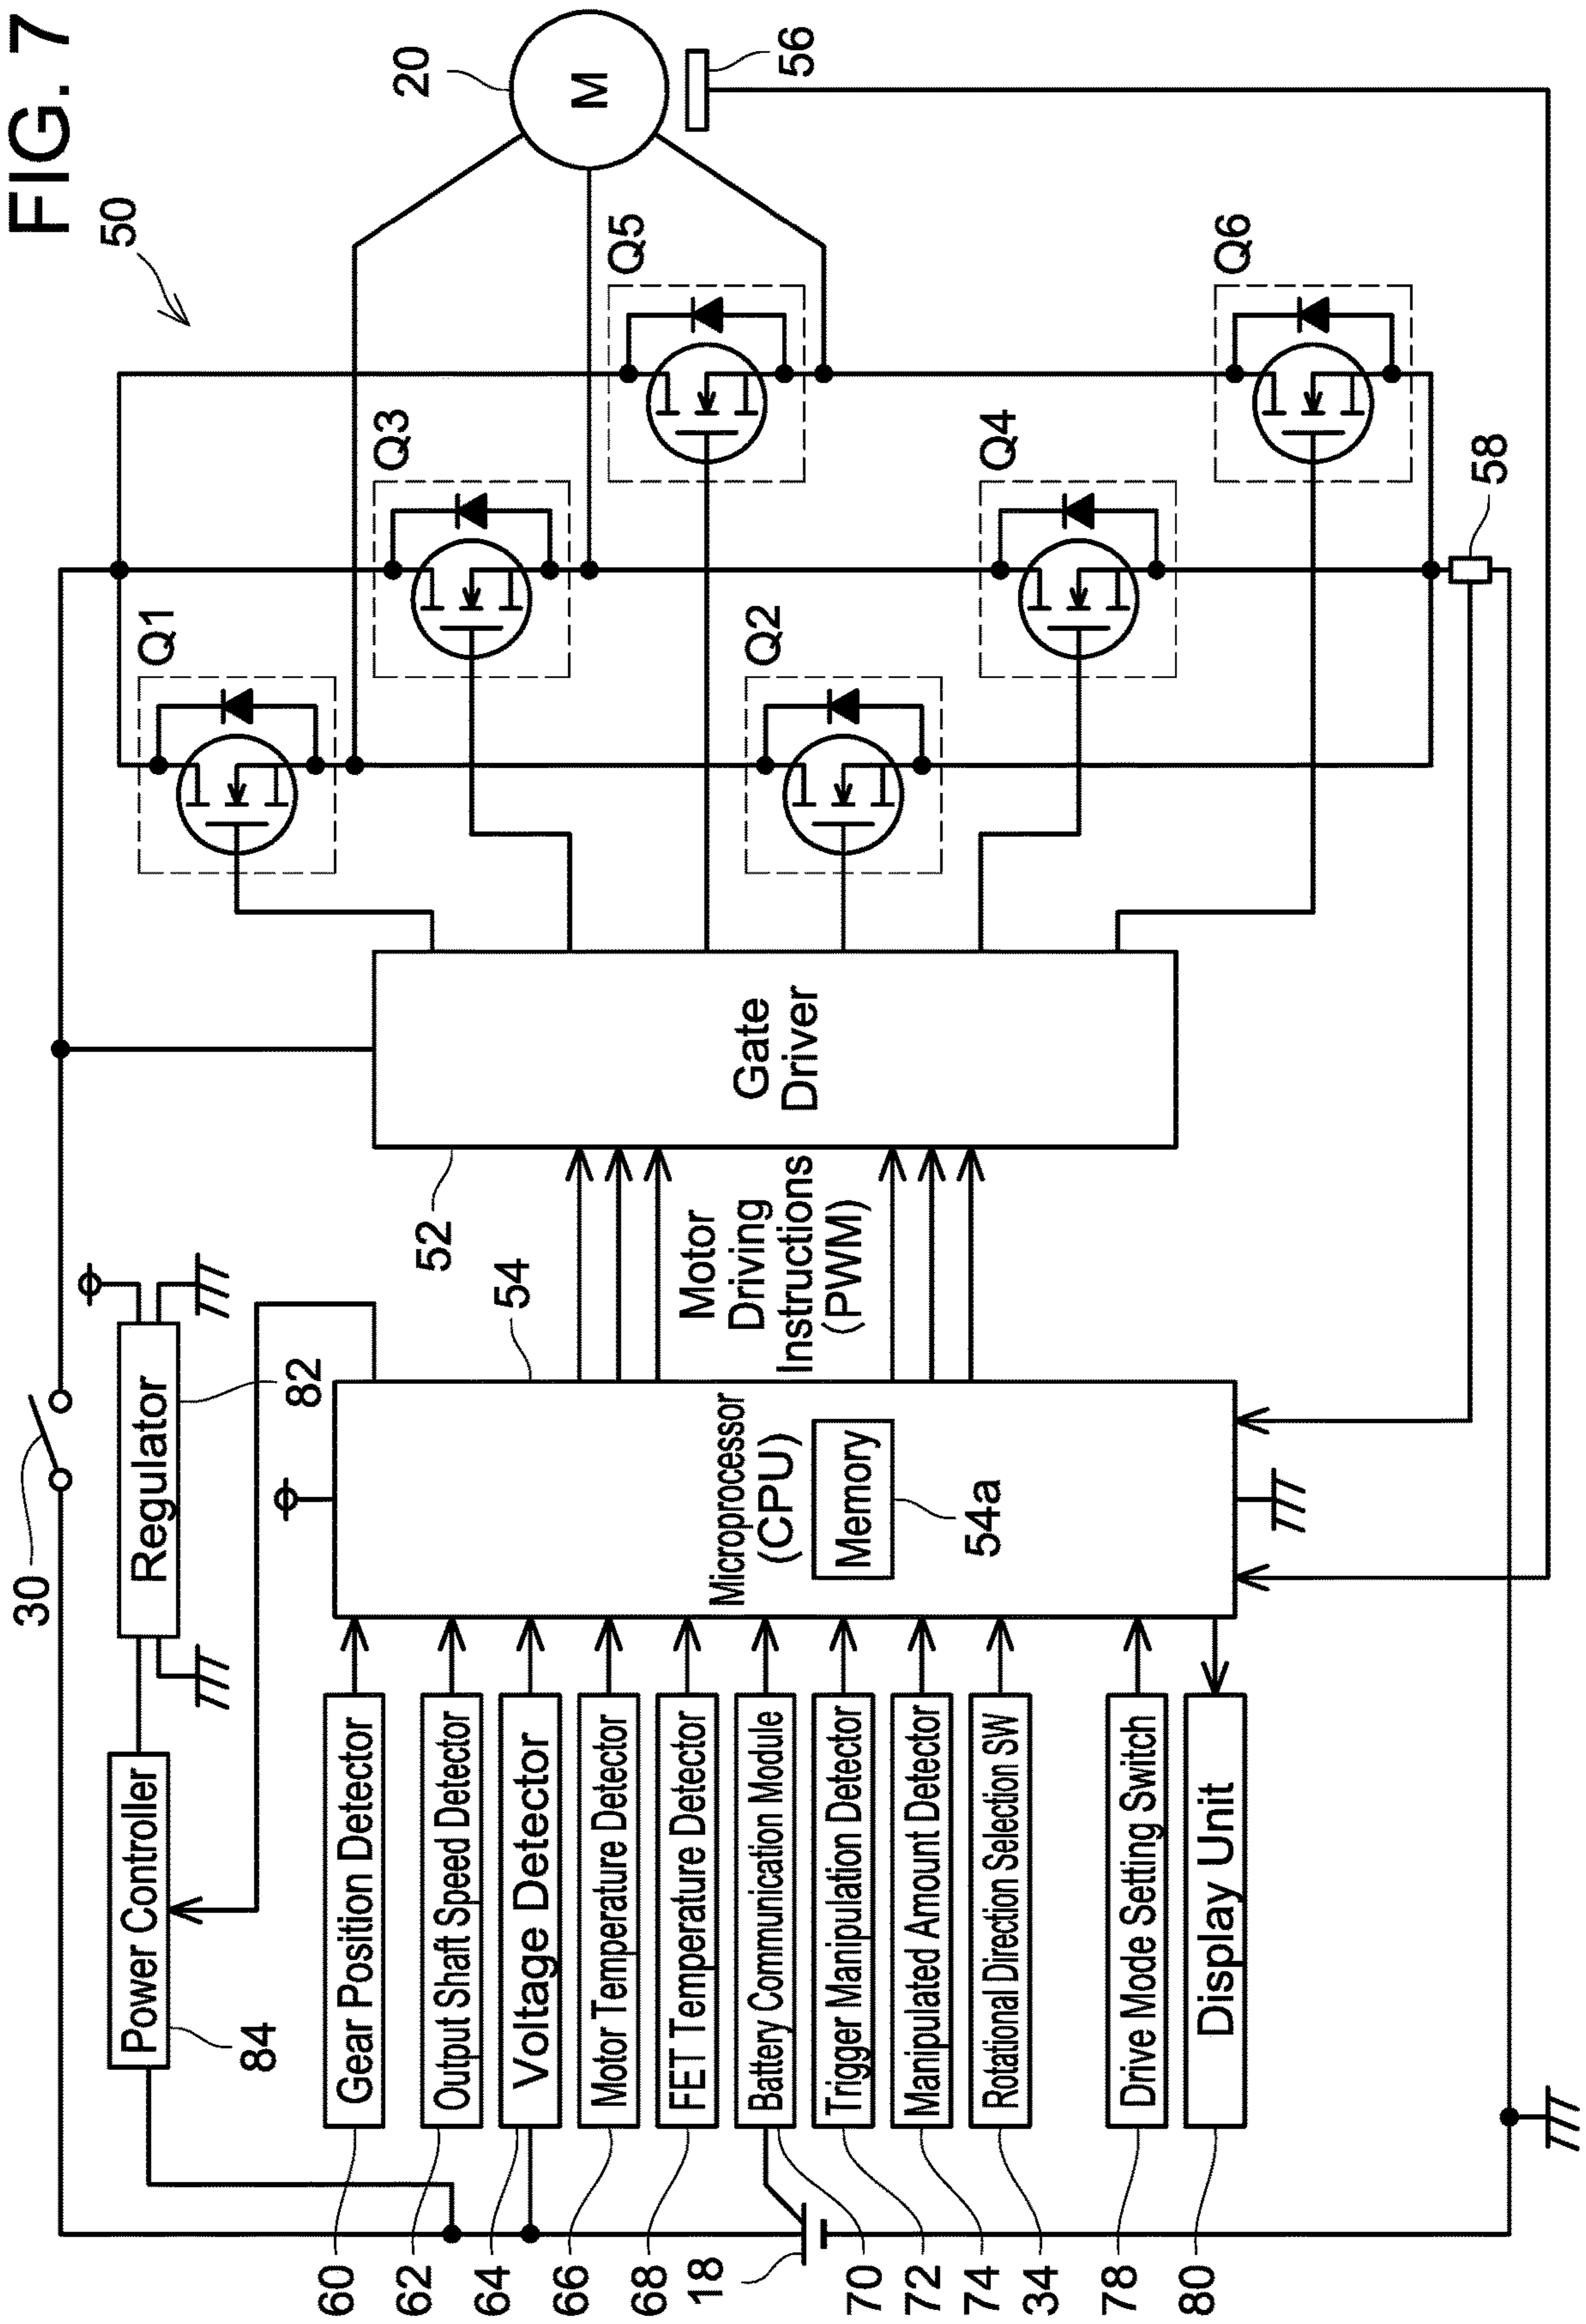 FIG. 7
50
30
Regulator
82
Power Controller
84
20
M
56
Q1
Q3
Q5
Q2
Q4
Q6
58
52
Gate
Driver
54
Motor
Driving
Instructions
(PWM)
Microprocessor
(CPU)
Memory
54a
Gear Position Detector
Output Shaft Speed Detector
Voltage Detector
Motor Temperature Detector
FET Temperature Detector
Battery Communication Module
Trigger Manipulation Detector
Manipulated Amount Detector
Rotational Direction Selection SW
Drive Mode Setting Switch
Display Unit
60
62
64
66
68
18
70
72
74
34
78
80